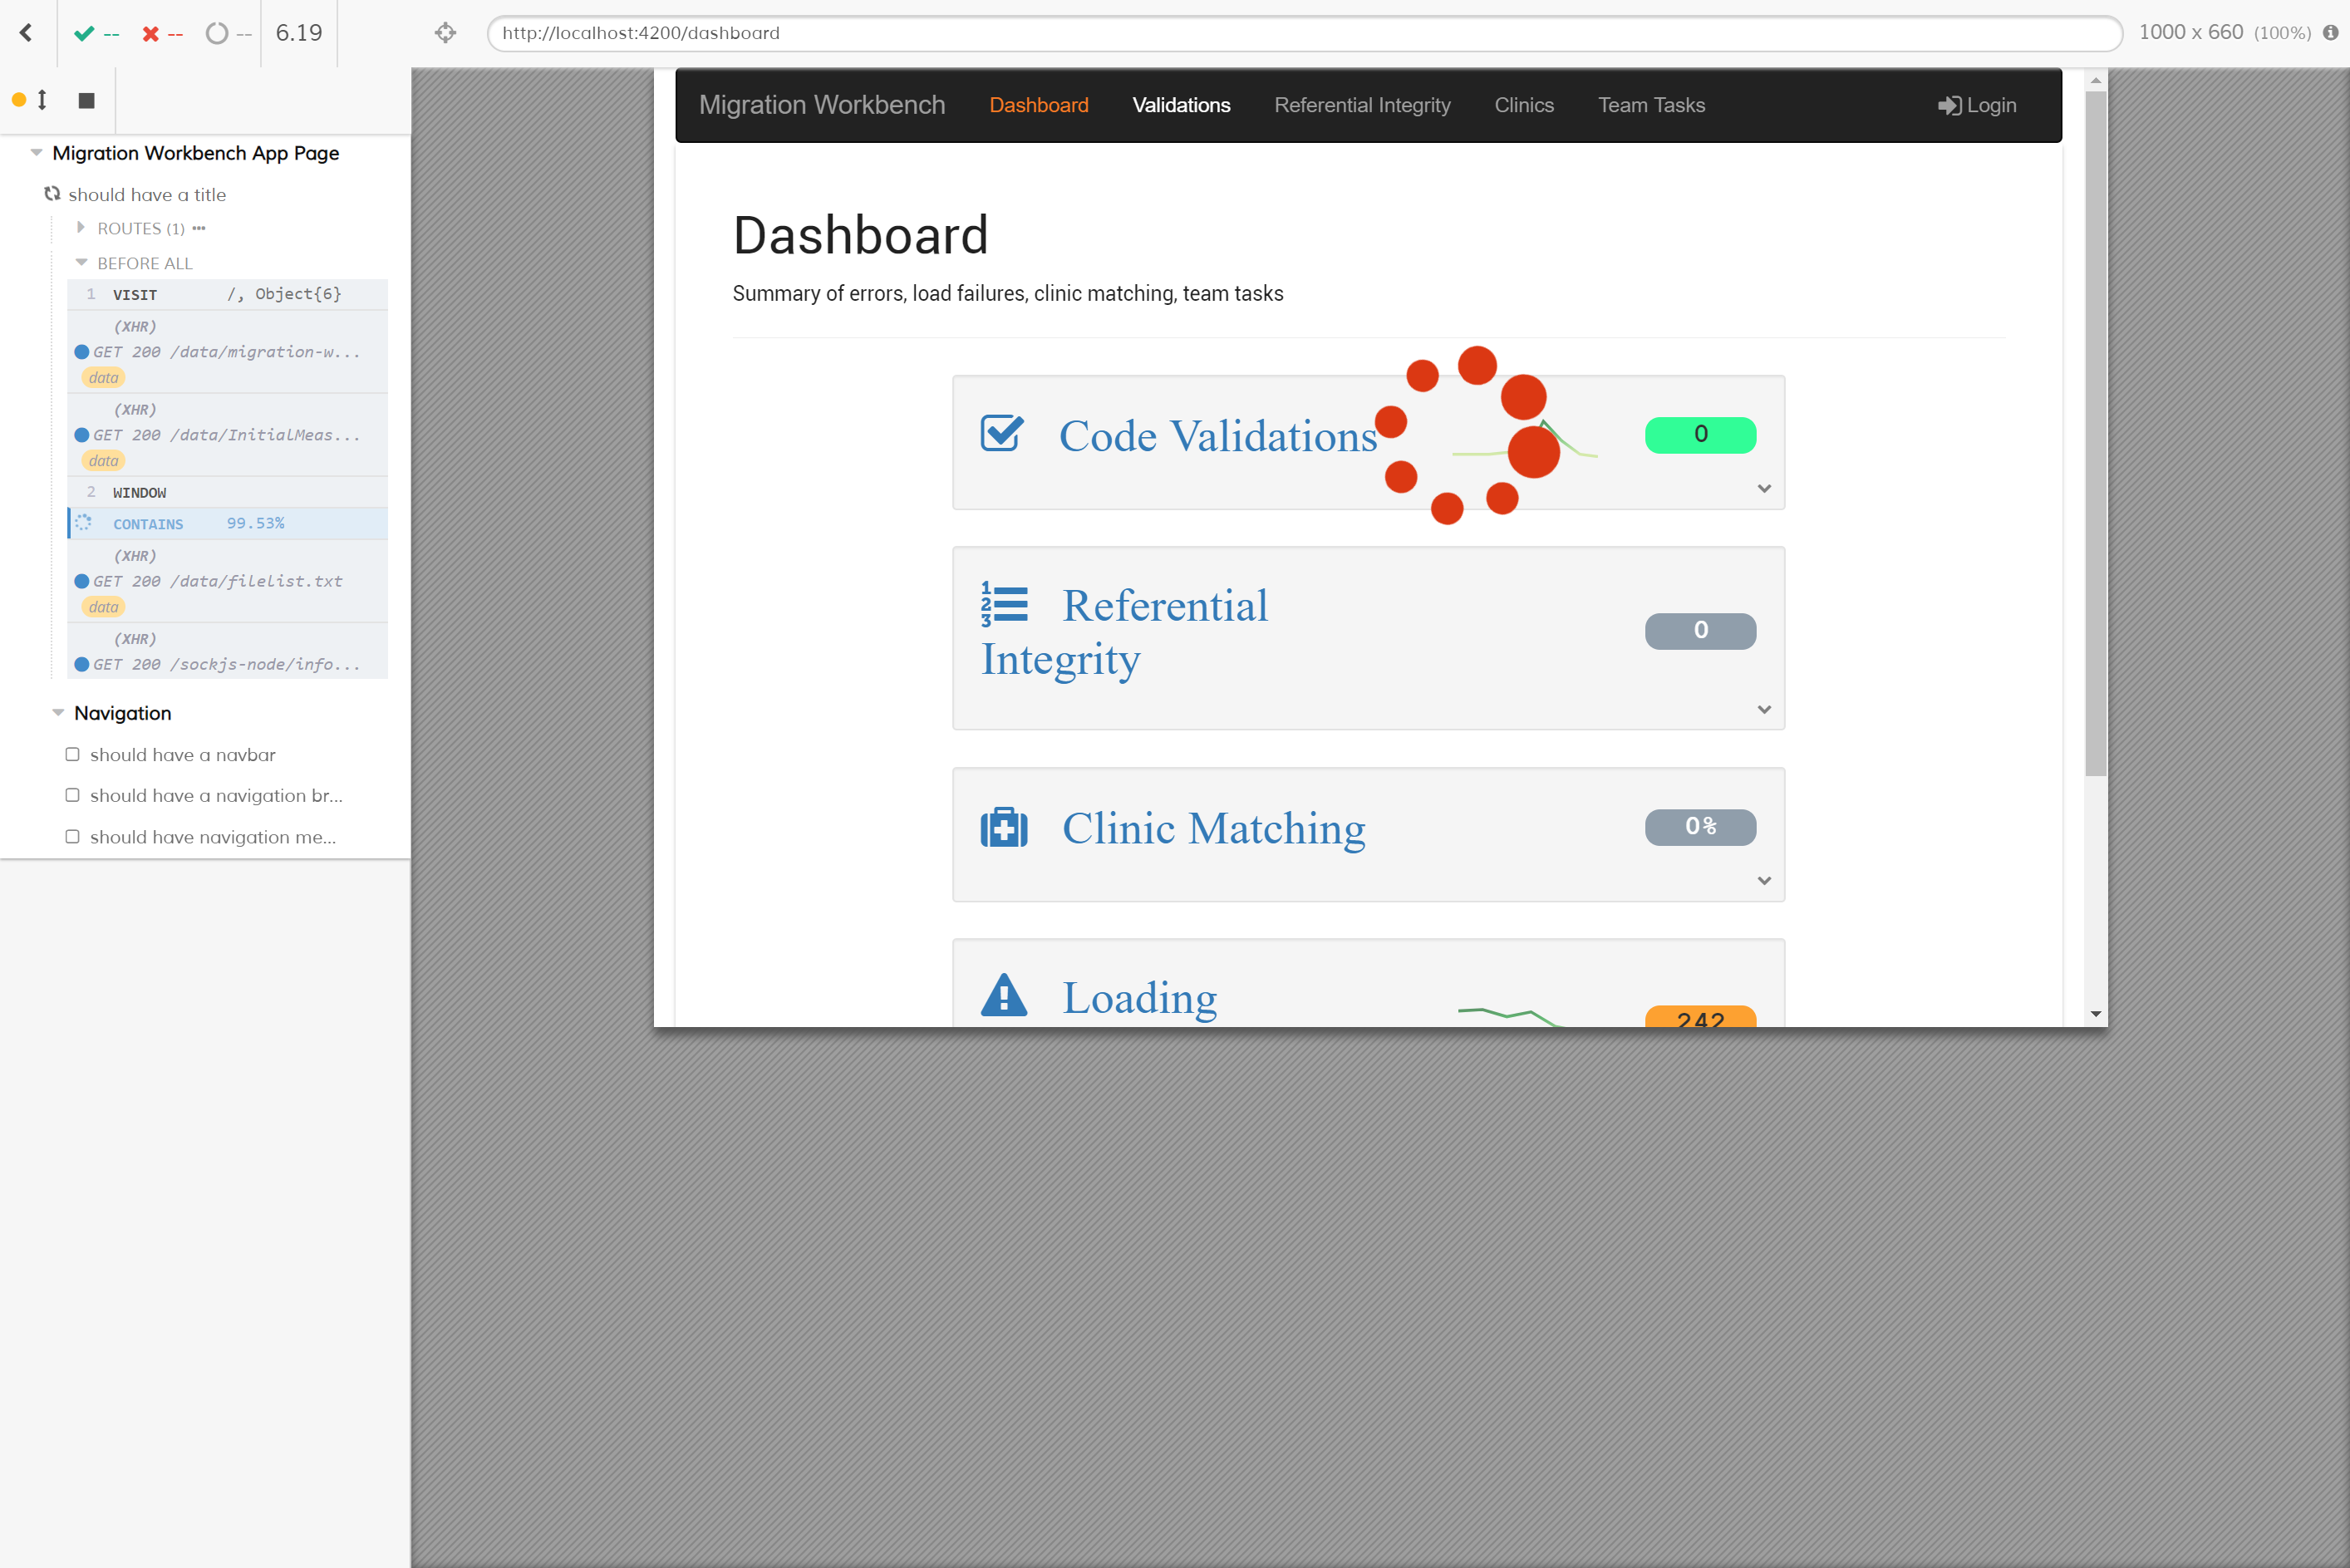 -- -- -- 6.19
http://localhost:4200/dashboard
1000 x 660 (100%)
Migration Workbench App Page
should have a title
ROUTES (1)
BEFORE ALL
1 VISIT /, Object{6}
(XHR)
GET 200 /data/migration-w...
data
(XHR)
GET 200 /data/InitialMeas...
data
2 WINDOW
CONTAINS 99.53%
(XHR)
GET 200 /data/filelist.txt
data
(XHR)
GET 200 /sockjs-node/info...
Navigation
should have a navbar
should have a navigation br...
should have navigation me...
Migration Workbench Dashboard Validations Referential Integrity Clinics Team Tasks Login
Dashboard
Summary of errors, load failures, clinic matching, team tasks
Code Validations 0
1
2
3
Referential
Integrity
0
Clinic Matching 0%
Loading 242